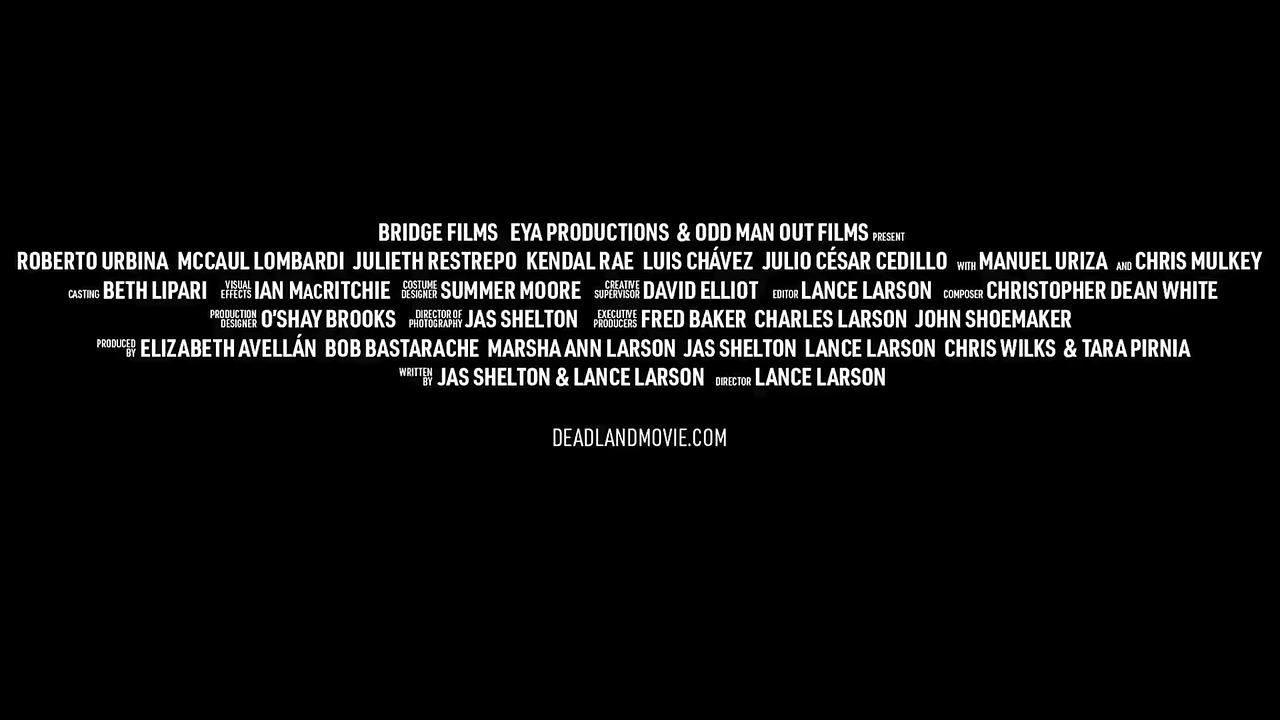 BRIDGE FILMS EYA PRODUCTIONS & ODD MAN OUT FILMS PRESENT
ROBERTO URBINA MCCAUL LOMBARDI JULIETH RESTREPO KENDAL RAE LUIS CHÁVEZ JULIO CÉSAR CEDILLO WITH MANUEL URIZA AND CHRIS MULKEY
CASTING BETH LIPARI VISUAL EFFECTS IAN MACRITCHIE COSTUME DESIGNER SUMMER MOORE CREATIVE SUPERVISOR DAVID ELLIOT EDITOR LANCE LARSON COMPOSER CHRISTOPHER DEAN WHITE
PRODUCTION DESIGNER O'SHAY BROOKS DIRECTOR OF PHOTOGRAPHY JAS SHELTON EXECUTIVE PRODUCERS FRED BAKER CHARLES LARSON JOHN SHOEMAKER
PRODUCED BY ELIZABETH AVELLÁN BOB BASTARACHE MARSHA ANN LARSON JAS SHELTON LANCE LARSON CHRIS WILKS & TARA PIRNIA
WRITTEN BY JAS SHELTON & LANCE LARSON DIRECTOR LANCE LARSON
DEADLANDMOVIE.COM